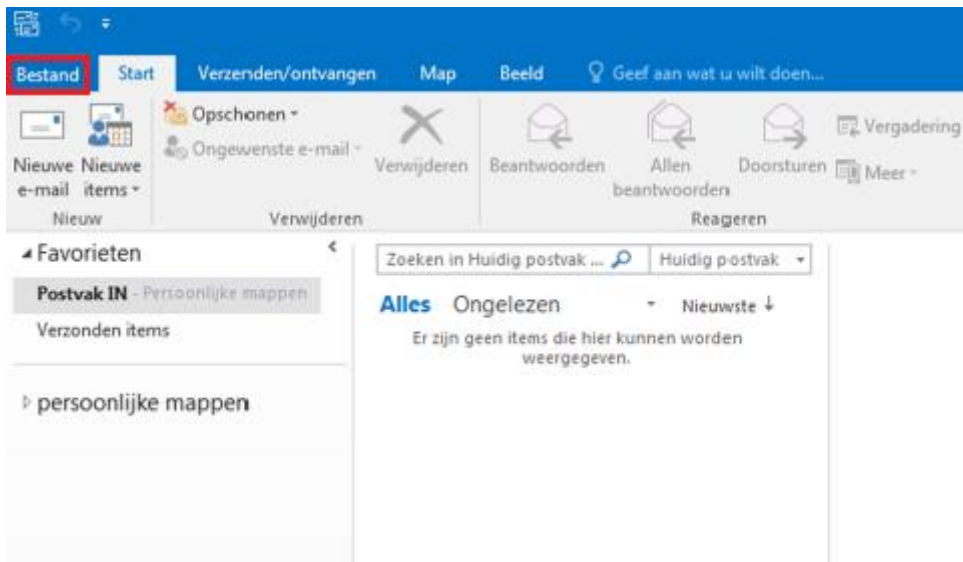 Bestand Start Verzenden/ontvangen Map Beeld Geef aan wat u wilt doen...
Nieuwe e-mail
Nieuwe items
Nieuw
Opschonen
Ongewenste e-mail
Verwijderen
Verwijderen
Beantwoorden
Allen beantwoorden
Doorsturen
Vergadering
Meer
Reageren
Favorieten
Postvak IN - Persoonlijke mappen
Verzonden items
persoonlijke mappen
Zoeken in Huidig postvak ... Huidig postvak
Alles Ongelezen Nieuwste ↓
Er zijn geen items die hier kunnen worden
weergegeven.